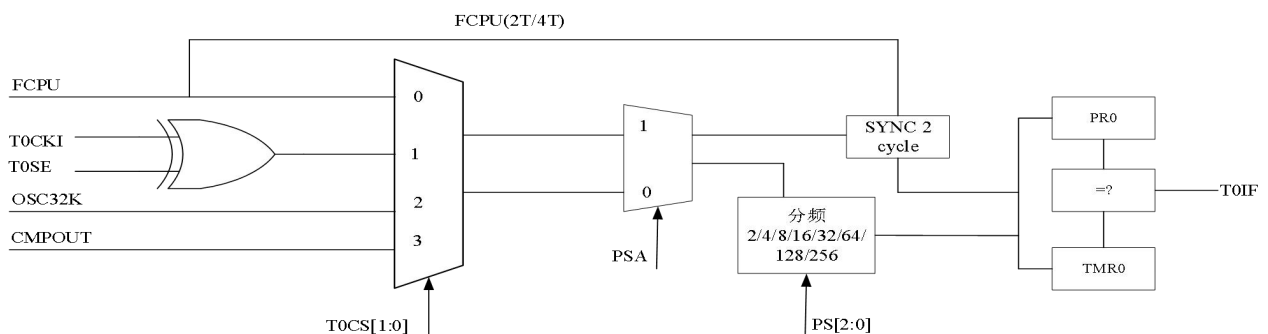 FCPU(2T/4T)
FCPU
0
T0CKI
1
T0SE
OSC32K
2
CMPOUT
3
T0CS[1:0]
1
0
PSA
SYNC 2
cycle
分频
2/4/8/16/32/64/
128/256
PS[2:0]
PR0
=?
TMR0
T0IF